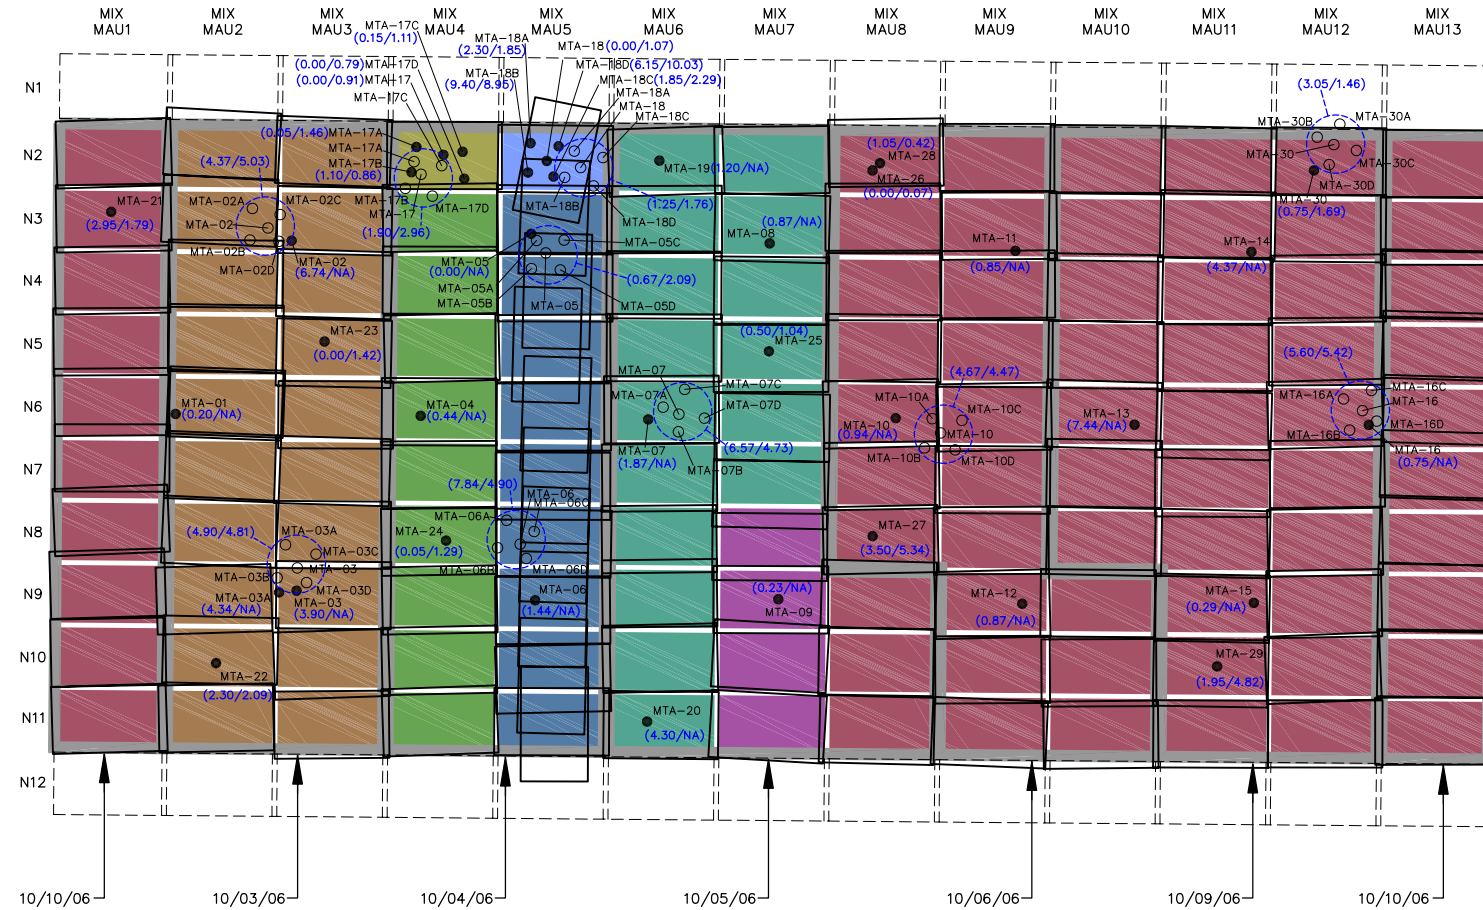 MIX MAU1
MIX MAU2
MIX MAU3
MIX MAU4
MIX MAU5
MIX MAU6
MIX MAU7
MIX MAU8
MIX MAU9
MIX MAU10
MIX MAU11
MIX MAU12
MIX MAU13
MTA-17C
(0.15/1.11)
MTA-18A
(2.30/1.85)
MTA-18(0.00/1.07)
(0.00/0.79)MTA-17D
MTA-18D(6.15/10.03)
(0.00/0.91)MTA-17
MTA-18B
(9.40/8.95)
MTA-18C(1.85/2.29)
MTA-17C
MTA-18A
MTA-18
MTA-18C
(3.05/1.46)
MTA-30B
MTA-30A
N1
N2
(0.05/1.46)MTA-17A
MTA-17A
MTA-17B
(1.10/0.86)
(4.37/5.03)
MTA-19(1.20/NA)
(1.05/0.42)
MTA-28
MTA-26
(0.00/0.07)
MTA-30
MTA-30C
MTA-30D
MTA-30
(0.75/1.69)
N3
MTA-21
(2.95/1.79)
MTA-02A
MTA-02C
MTA-02
MTA-02B
MTA-02D
MTA-02
(6.74/NA)
MTA-17B
MTA-17
MTA-17D
(1.90/2.96)
MTA-18B
(1.25/1.76)
MTA-18D
(0.87/NA)
MTA-08
MTA-11
(0.85/NA)
MTA-14
(4.37/NA)
N4
MTA-05
(0.00/NA)
MTA-05A
MTA-05B
MTA-05C
(0.67/2.09)
MTA-05
MTA-05D
N5
MTA-23
(0.00/1.42)
(0.50/1.04)
MTA-25
(5.60/5.42)
N6
MTA-01
(0.20/NA)
MTA-04
(0.44/NA)
MTA-07
MTA-07A
MTA-07C
MTA-07D
MTA-07
(1.87/NA)
(6.57/4.73)
MTA-07B
(4.67/4.47)
MTA-10A
MTA-10C
MTA-10
(0.94/NA)
MTA-10
MTA-10B
MTA-10D
MTA-13
(7.44/NA)
MTA-16A
MTA-16C
MTA-16
MTA-16D
MTA-16B
MTA-16
(0.75/NA)
N7
(7.84/4.90)
MTA-06
MTA-06C
MTA-06A
N8
(4.90/4.81)
MTA-03A
MTA-03C
MTA-03
MTA-03B
MTA-03D
MTA-24
(0.05/1.29)
MTA-06B
MTA-06D
MTA-27
(3.50/5.34)
N9
MTA-03A
(4.34/NA)
MTA-03
(3.90/NA)
MTA-06
(1.44/NA)
(0.23/NA)
MTA-09
MTA-12
(0.87/NA)
MTA-15
(0.29/NA)
N10
MTA-22
(2.30/2.09)
MTA-29
(1.95/4.82)
N11
MTA-20
(4.30/NA)
N12
10/10/06
10/03/06
10/04/06
10/05/06
10/06/06
10/09/06
10/10/06